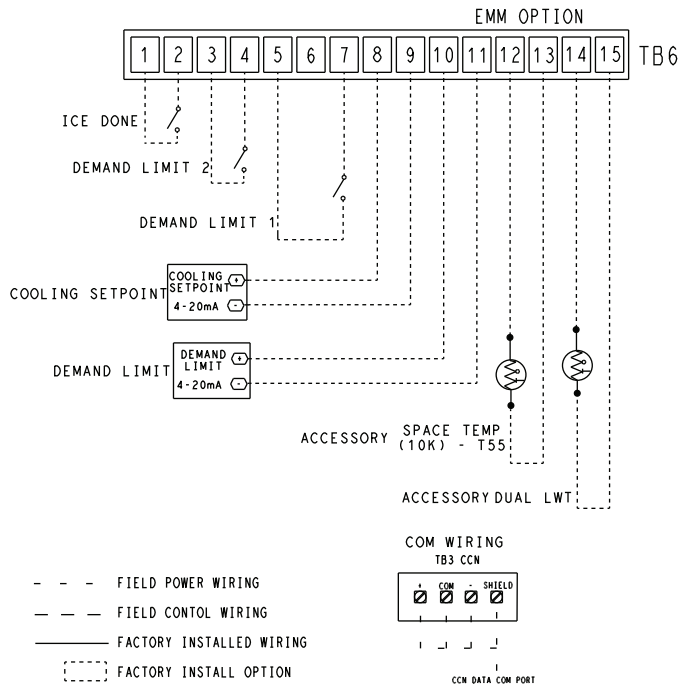 EMM OPTION
1 2 3 4 5 6 7 8 9 10 11 12 13 14 15 TB6
ICE DONE
DEMAND LIMIT 2
DEMAND LIMIT 1
COOLING SETPOINT
COOLING +
SETPOINT
4-20mA -
DEMAND LIMIT
DEMAND +
LIMIT
4-20mA -
ACCESSORY SPACE TEMP
(10K) - T55
ACCESSORY DUAL LWT
COM WIRING
TB3 CCN
+ COM - SHIELD
CCN DATA COM PORT
FIELD POWER WIRING
FIELD CONTOL WIRING
FACTORY INSTALLED WIRING
FACTORY INSTALL OPTION